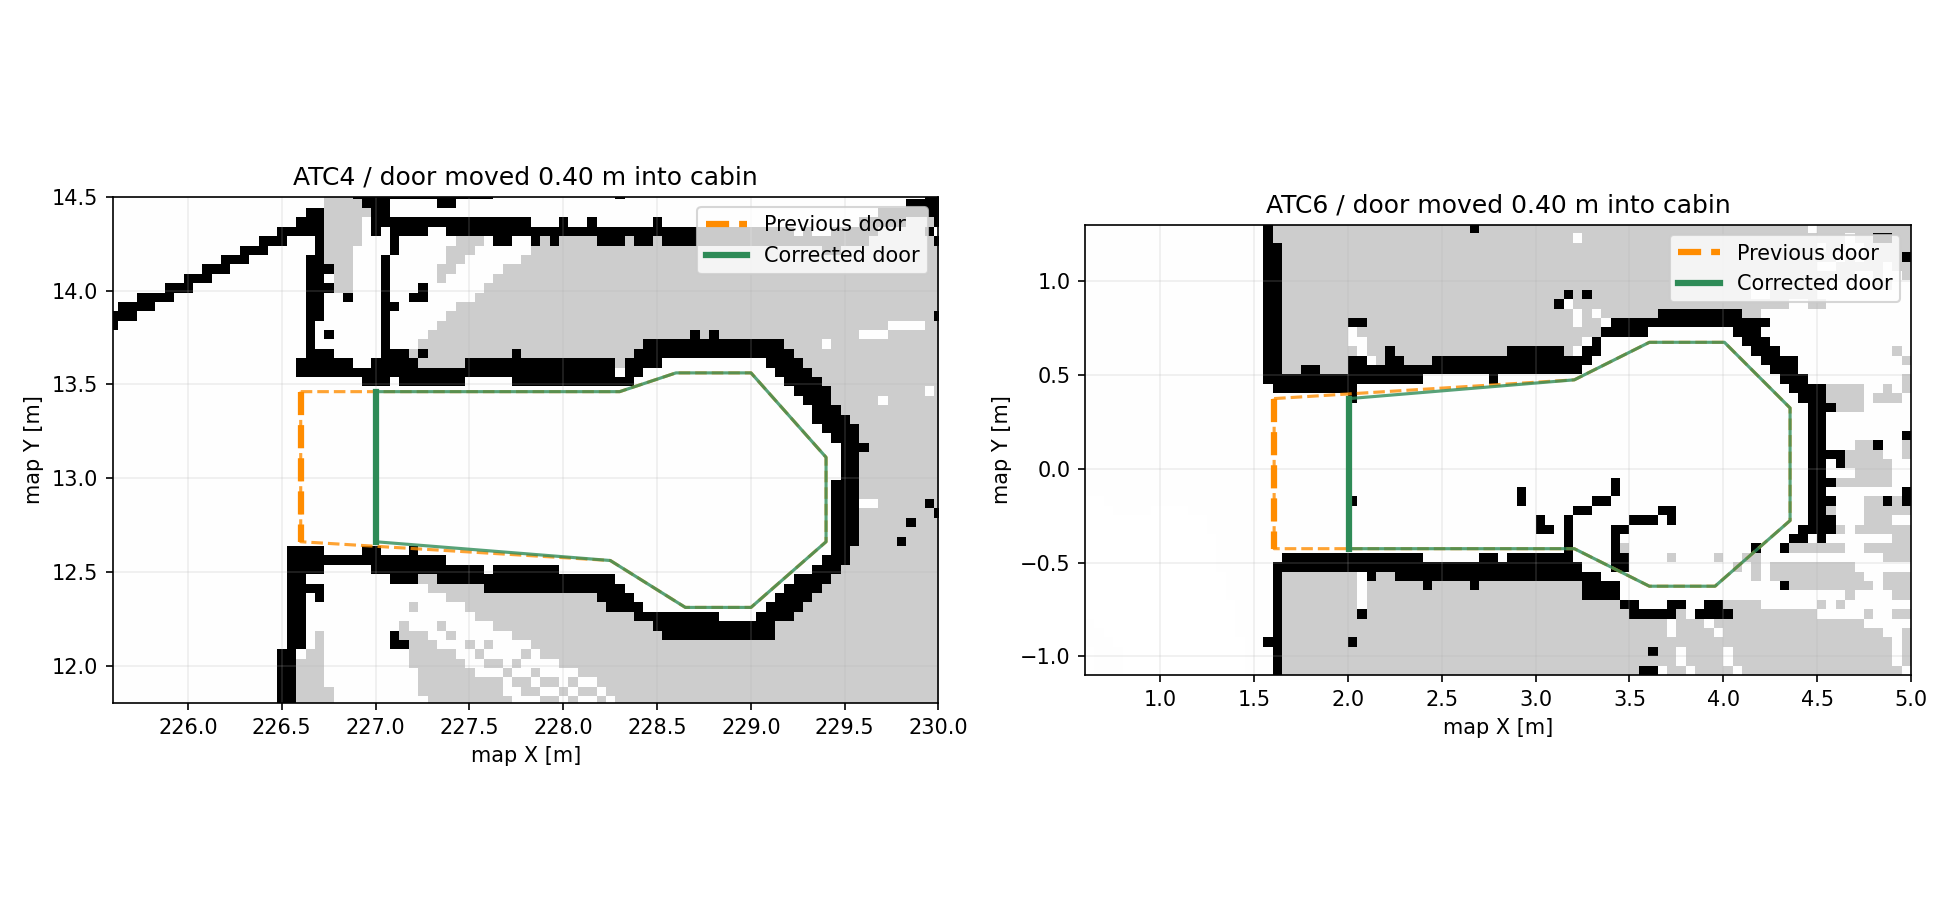 ATC4 / door moved 0.40 m into cabin
Previous door
Corrected door
14.5
14.0
13.5
13.0
12.5
12.0
map Y [m]
226.0 226.5 227.0 227.5 228.0 228.5 229.0 229.5 230.0
map X [m]
ATC6 / door moved 0.40 m into cabin
Previous door
Corrected door
1.0
0.5
0.0
−0.5
−1.0
map Y [m]
1.0 1.5 2.0 2.5 3.0 3.5 4.0 4.5 5.0
map X [m]